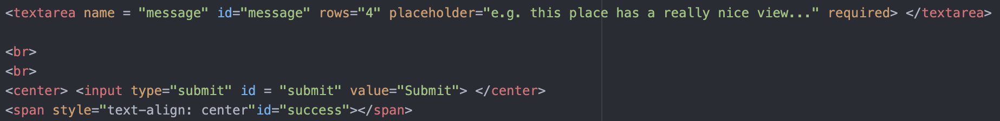 <textarea name = "message" id="message" rows="4" placeholder="e.g. this place has a really nice view..." required> </textarea>
<br>
<br>
<center> <input type="submit" id = "submit" value="Submit"> </center>
<span style="text-align: center"id="success"></span>